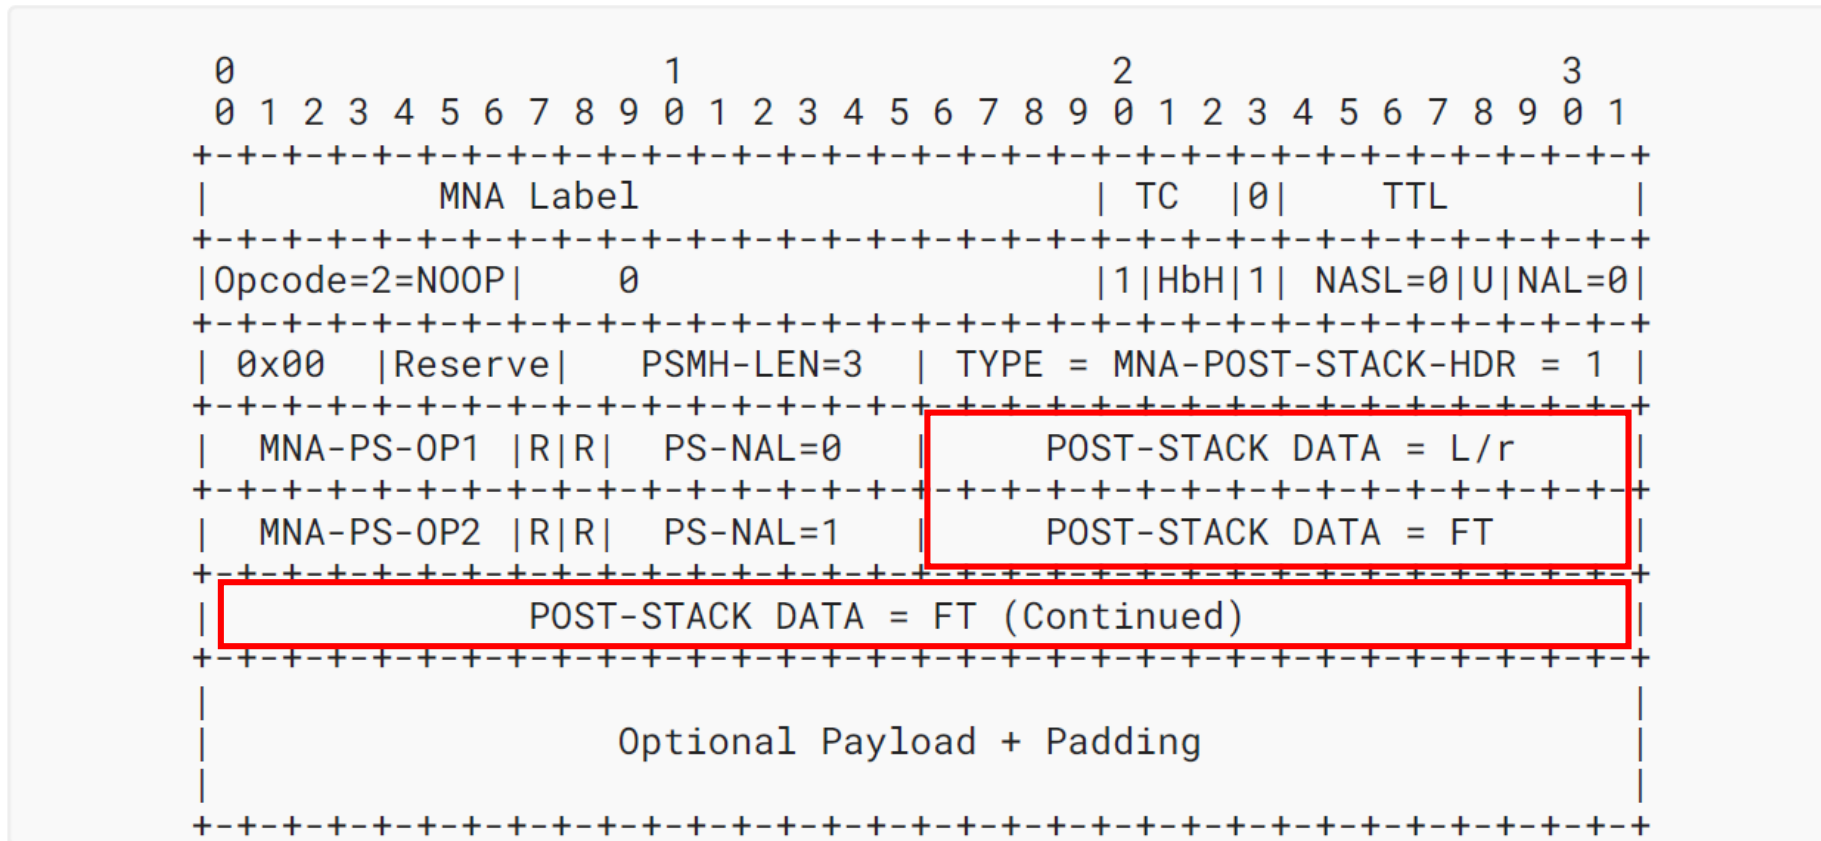 0                   1                   2                   3
0 1 2 3 4 5 6 7 8 9 0 1 2 3 4 5 6 7 8 9 0 1 2 3 4 5 6 7 8 9 0 1
+-+-+-+-+-+-+-+-+-+-+-+-+-+-+-+-+-+-+-+-+-+-+-+-+-+-+-+-+-+-+-+-+
|          MNA Label                    | TC  |0|    TTL        |
+-+-+-+-+-+-+-+-+-+-+-+-+-+-+-+-+-+-+-+-+-+-+-+-+-+-+-+-+-+-+-+-+
|Opcode=2=NOOP|    0                    |1|HbH|1| NASL=0|U|NAL=0|
+-+-+-+-+-+-+-+-+-+-+-+-+-+-+-+-+-+-+-+-+-+-+-+-+-+-+-+-+-+-+-+-+
| 0x00  |Reserve|   PSMH-LEN=3  | TYPE = MNA-POST-STACK-HDR = 1 |
+-+-+-+-+-+-+-+-+-+-+-+-+-+-+-+-+-+-+-+-+-+-+-+-+-+-+-+-+-+-+-+-+
|  MNA-PS-OP1 |R|R|  PS-NAL=0   |     POST-STACK DATA = L/r     |
+-+-+-+-+-+-+-+-+-+-+-+-+-+-+-+-+-+-+-+-+-+-+-+-+-+-+-+-+-+-+-+-+
|  MNA-PS-OP2 |R|R|  PS-NAL=1   |     POST-STACK DATA = FT      |
+-+-+-+-+-+-+-+-+-+-+-+-+-+-+-+-+-+-+-+-+-+-+-+-+-+-+-+-+-+-+-+-+
|              POST-STACK DATA = FT (Continued)                 |
+-+-+-+-+-+-+-+-+-+-+-+-+-+-+-+-+-+-+-+-+-+-+-+-+-+-+-+-+-+-+-+-+
|                                                               |
|                  Optional Payload + Padding                   |
|                                                               |
+-+-+-+-+-+-+-+-+-+-+-+-+-+-+-+-+-+-+-+-+-+-+-+-+-+-+-+-+-+-+-+-+